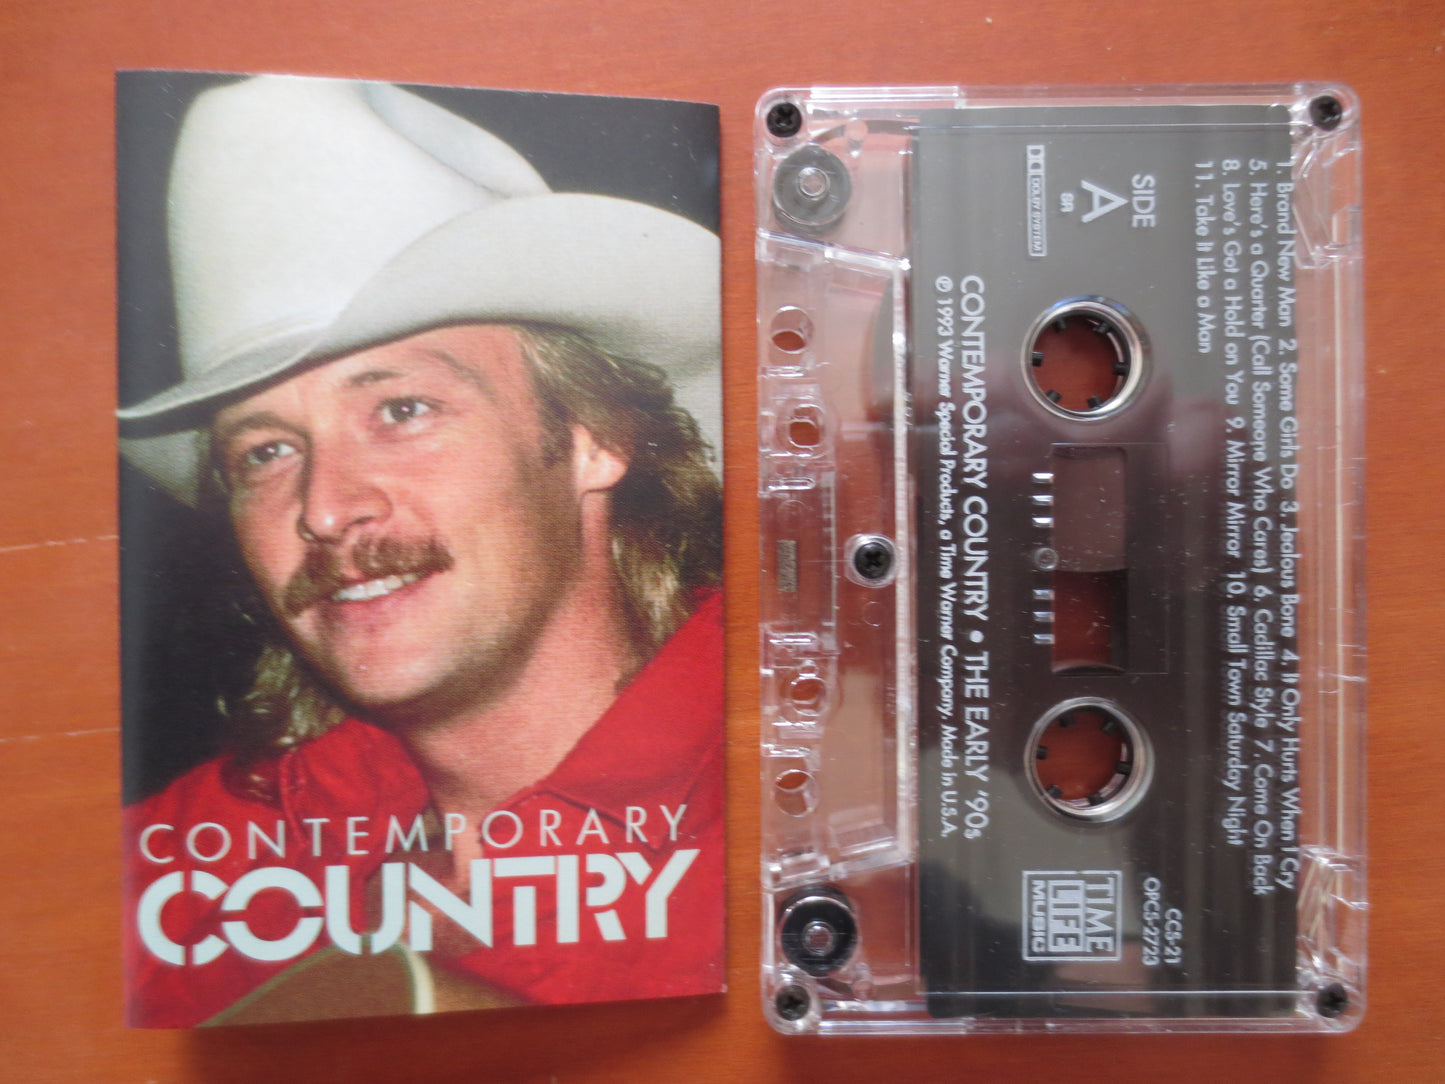 CONTEMPORARY
COUNTRY
1. Brand New Man 2. Some Girls Do 3. Jealous Bone 4. It Only Hurts When I Cry
5. Here's a Quarter (Call Someone Who Cares) 6. Cadillac Style 7. Come On Back
8. Love's Got a Hold on You 9. Mirror Mirror 10. Small Town Saturday Night
11. Take It Like a Man
SIDE
A
SR
DOLBY SYSTEM
CCS-21
OPCS-2723
TIME
LIFE
MUSIC
CONTEMPORARY COUNTRY • THE EARLY '90s
℗ 1993 Warner Special Products, a Time Warner Company. Made in U.S.A.